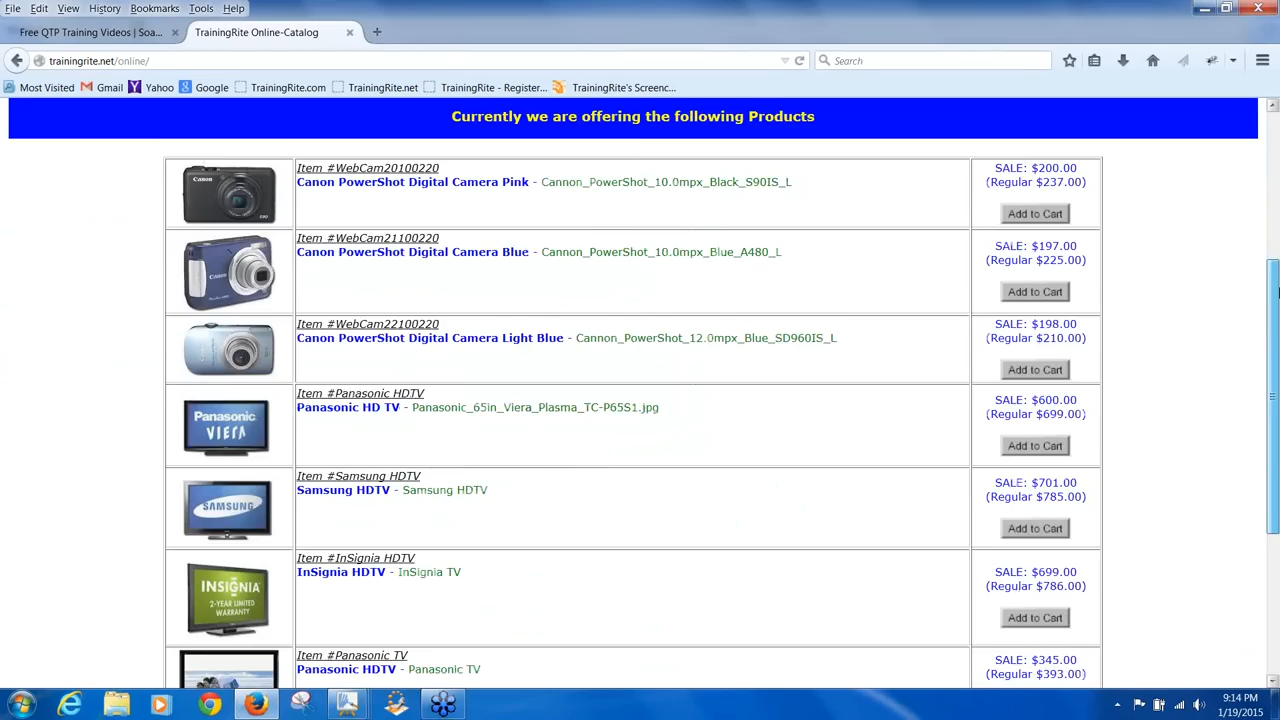 File Edit View History Bookmarks Tools Help
Free QTP Training Videos | Soa...
TrainingRite Online-Catalog
trainingrite.net/online/
Search
Most Visited Gmail Yahoo Google TrainingRite.com TrainingRite.net TrainingRite - Register... TrainingRite's Screenc...
Currently we are offering the following Products
Canon
Item #WebCam20100220
Canon PowerShot Digital Camera Pink - Cannon_PowerShot_10.0mpx_Black_S90IS_L
SALE: $200.00
(Regular $237.00)
Add to Cart
Item #WebCam21100220
Canon PowerShot Digital Camera Blue - Cannon_PowerShot_10.0mpx_Blue_A480_L
SALE: $197.00
(Regular $225.00)
Add to Cart
Item #WebCam22100220
Canon PowerShot Digital Camera Light Blue - Cannon_PowerShot_12.0mpx_Blue_SD960IS_L
SALE: $198.00
(Regular $210.00)
Add to Cart
Panasonic
VIERA
Item #Panasonic HDTV
Panasonic HD TV - Panasonic_65in_Viera_Plasma_TC-P65S1.jpg
SALE: $600.00
(Regular $699.00)
Add to Cart
SAMSUNG
Item #Samsung HDTV
Samsung HDTV - Samsung HDTV
SALE: $701.00
(Regular $785.00)
Add to Cart
INSIGNIA
2-YEAR LIMITED
WARRANTY
Item #InSignia HDTV
InSignia HDTV - InSignia TV
SALE: $699.00
(Regular $786.00)
Add to Cart
Item #Panasonic TV
Panasonic HDTV - Panasonic TV
SALE: $345.00
(Regular $393.00)
9:14 PM
1/19/2015